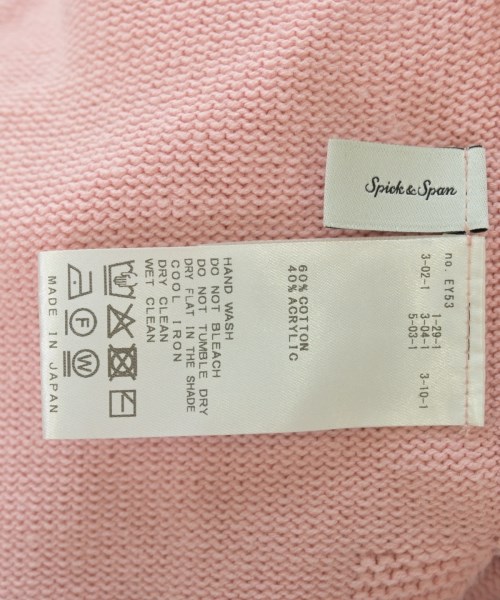 Spick & Span
no. EY53
1-29-1
3-02-1 3-04-1 3-10-1
5-03-1
60% COTTON
40% ACRYLIC
HAND WASH
DO NOT BLEACH
DO NOT TUMBLE DRY
DRY FLAT IN THE SHADE
COOL IRON
DRY CLEAN
WET CLEAN
F
W
MADE IN JAPAN